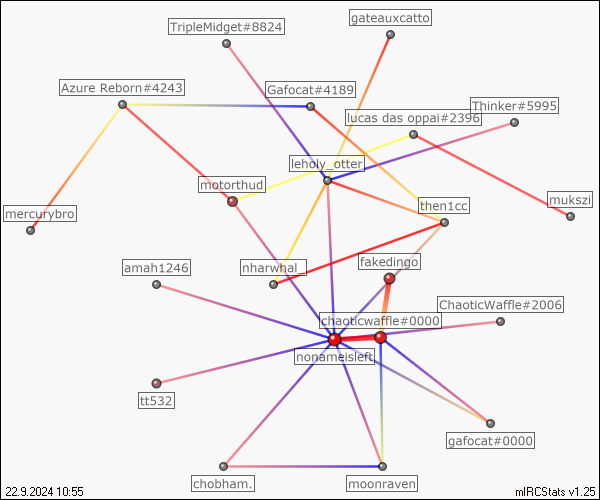 gateauxcatto
TripleMidget#8824
Azure Reborn#4243
Gafocat#4189
Thinker#5995
lucas das oppai#2396
leholy_otter
motorthud
mercurybro
then1cc
mukszi
amah1246
nharwhal_
fakedingo
ChaoticWaffle#2006
chaoticwaffle#0000
nonameisleft
tt532
gafocat#0000
chobham.
moonraven
22.9.2024 10:55
mIRCStats v1.25